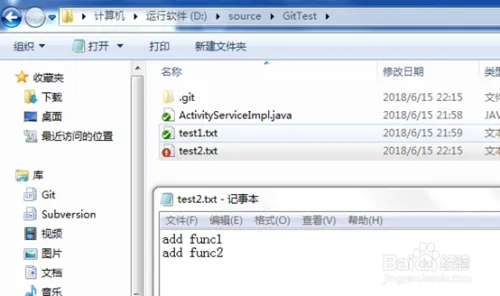 计算机 ▸ 运行软件 (D:) ▸ source ▸ GitTest ▸
组织 打开 打印 新建文件夹
名称 修改日期 类型
收藏夹
下载
桌面
最近访问的位置
库
Git
Subversion
视频
图片
文档
音乐
.git 2018/6/15 22:15 文件
ActivityServiceImpl.java 2018/6/15 21:58 JAV
test1.txt 2018/6/15 21:59 文本
test2.txt 2018/6/15 22:15 文本
test2.txt - 记事本
文件(F) 编辑(E) 格式(O) 查看(V) 帮助(H)
add func1
add func2
Baidu 经验